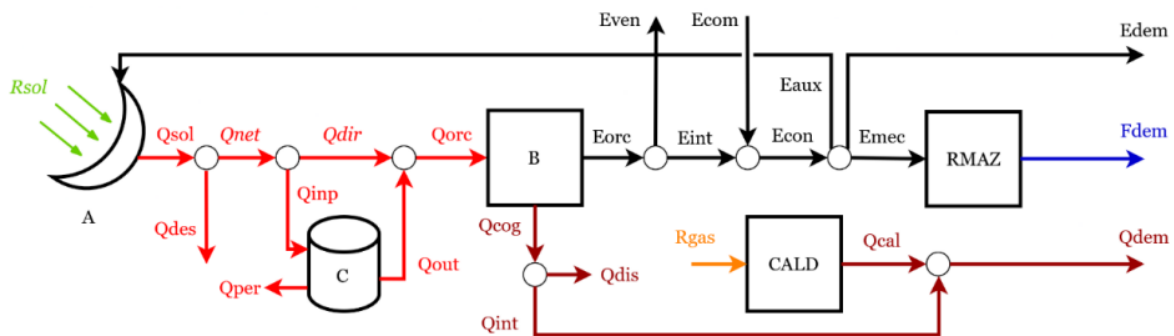 Even
Ecom
Edem
Rsol
Eaux
Qsol
Qnet
Qdir
Qorc
Eorc
Eint
Econ
Emec
Fdem
B
RMAZ
A
Qinp
Qdes
Qcog
Rgas
Qcal
Qdem
Qper
C
Qout
Qdis
CALD
Qint